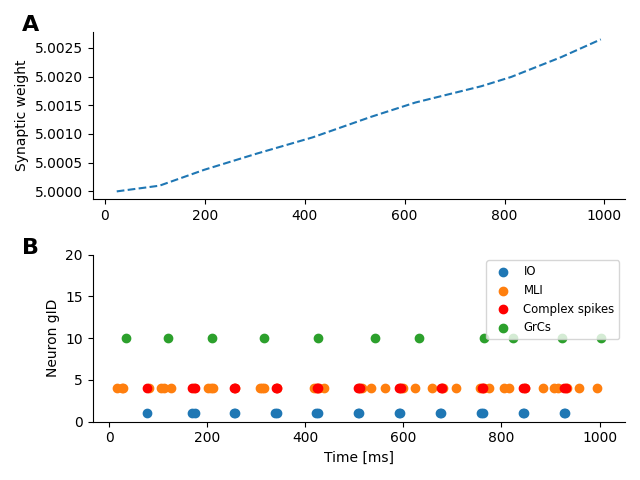 A
Synaptic weight
5.0025
5.0020
5.0015
5.0010
5.0005
5.0000
0 200 400 600 800 1000
B
Neuron gID
20
15
10
5
0
IO
MLI
Complex spikes
GrCs
0 200 400 600 800 1000
Time [ms]